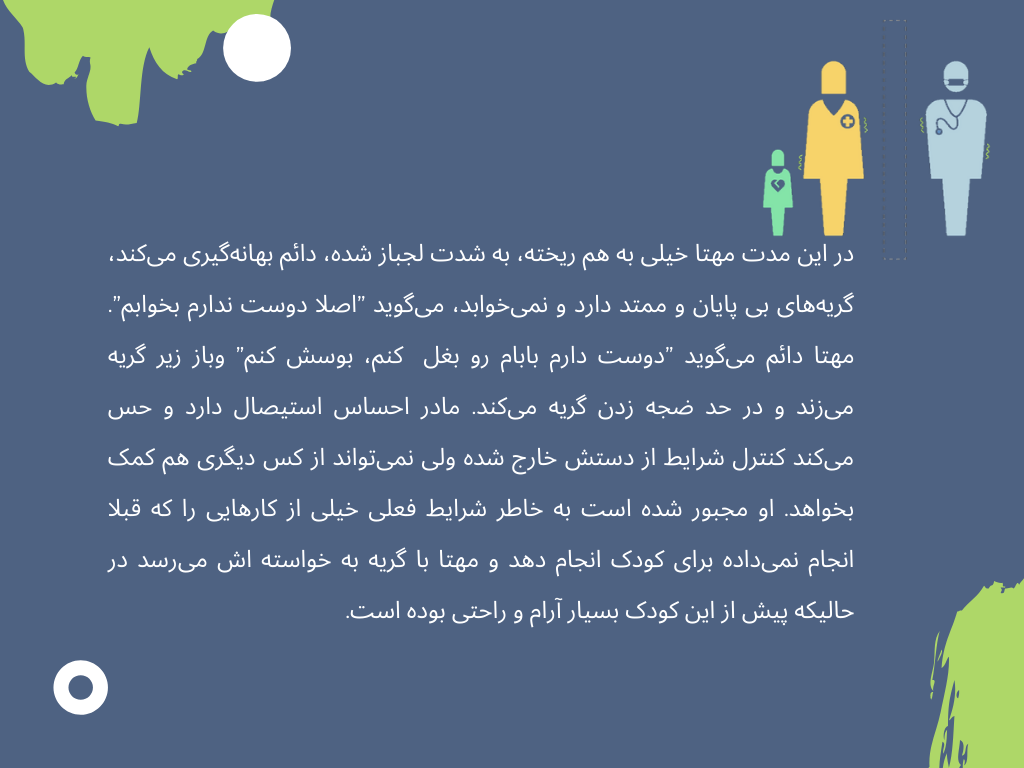 در این مدت مهتا خیلی به هم ریخته، به شدت لجباز شده، دائم بهانه‌گیری می‌کند،
گریه‌های بی پایان و ممتد دارد و نمی‌خوابد، می‌گوید ”اصلا دوست ندارم بخوابم”.
مهتا دائم می‌گوید ”دوست دارم بابام رو بغل  کنم، بوسش کنم” وباز زیر گریه
می‌زند و در حد ضجه زدن گریه می‌کند. مادر احساس استیصال دارد و حس
می‌کند کنترل شرایط از دستش خارج شده ولی نمی‌تواند از کس دیگری هم کمک
بخواهد. او مجبور شده است به خاطر شرایط فعلی خیلی از کارهایی را که قبلا
انجام نمی‌داده برای کودک انجام دهد و مهتا با گریه به خواسته اش می‌رسد در
حالیکه پیش از این کودک بسیار آرام و راحتی بوده است.